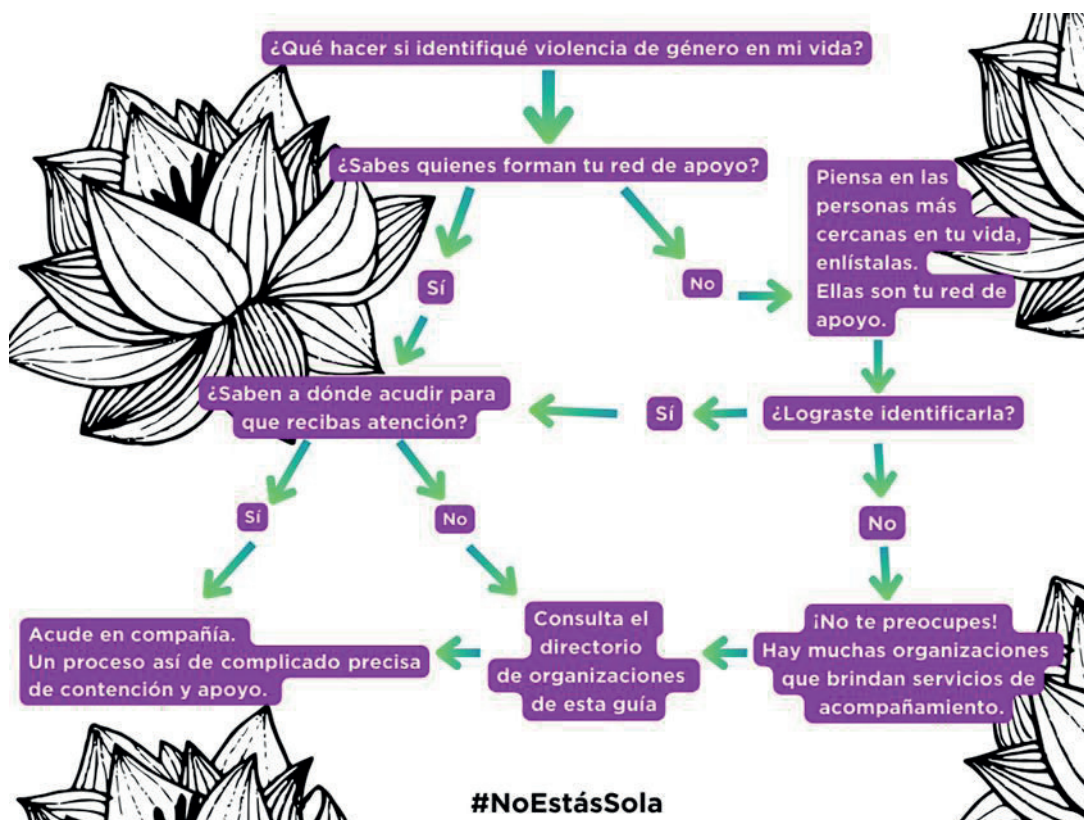 ¿Qué hacer si identifiqué violencia de género en mi vida?
¿Sabes quienes forman tu red de apoyo?
Piensa en las
personas más
cercanas en tu vida,
enlístalas.
Ellas son tu red de
apoyo.
Sí
No
¿Saben a dónde acudir para
que recibas atención?
Sí
¿Lograste identificarla?
Sí
No
No
Acude en compañía.
Un proceso así de complicado precisa
de contención y apoyo.
Consulta el
directorio
de organizaciones
de esta guía
¡No te preocupes!
Hay muchas organizaciones
que brindan servicios de
acompañamiento.
#NoEstásSola